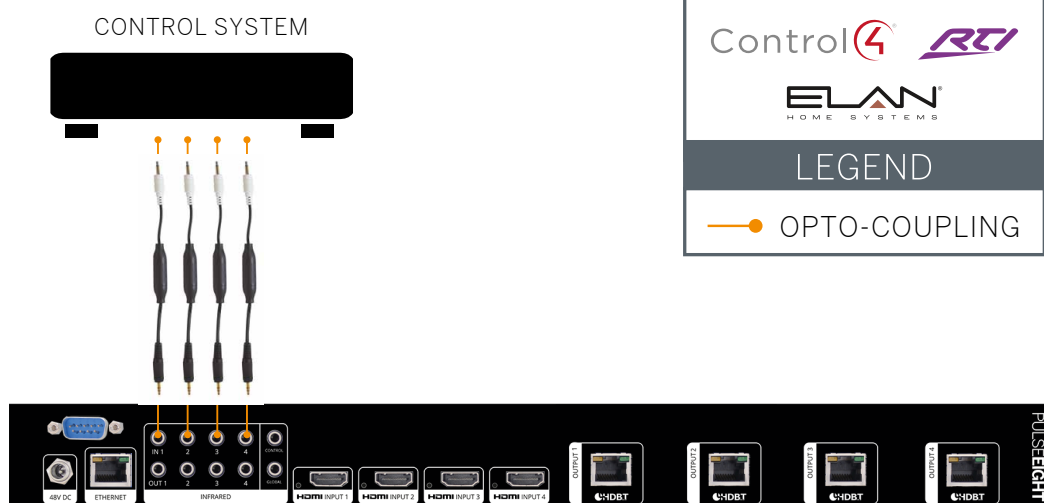 CONTROL SYSTEM
Control4
RTI
ELAN®
HOME SYSTEMS
LEGEND
OPTO-COUPLING
IN 1 2 3 4 CONTROL
OUT 1 2 3 4 GLOBAL
48V DC
ETHERNET
INFRARED
HDMI INPUT 1
HDMI INPUT 2
HDMI INPUT 3
HDMI INPUT 4
OUTPUT 1
HDBT
OUTPUT 2
HDBT
OUTPUT 3
HDBT
OUTPUT 4
HDBT
PULSEEIGHT